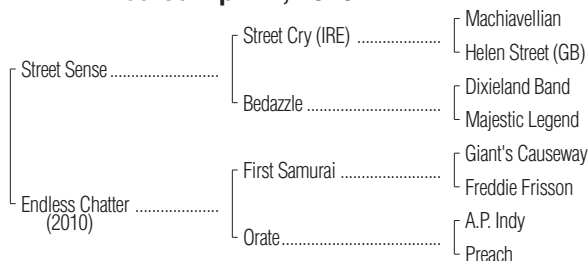 Machiavellian
Street Cry (IRE) ....................
Helen Street (GB)
Street Sense ............................
Dixieland Band
Bedazzle ................................
Majestic Legend
Giant's Causeway
First Samurai .........................
Freddie Frisson
Endless Chatter .....................
(2010)
A.P. Indy
Orate.....................................
Preach